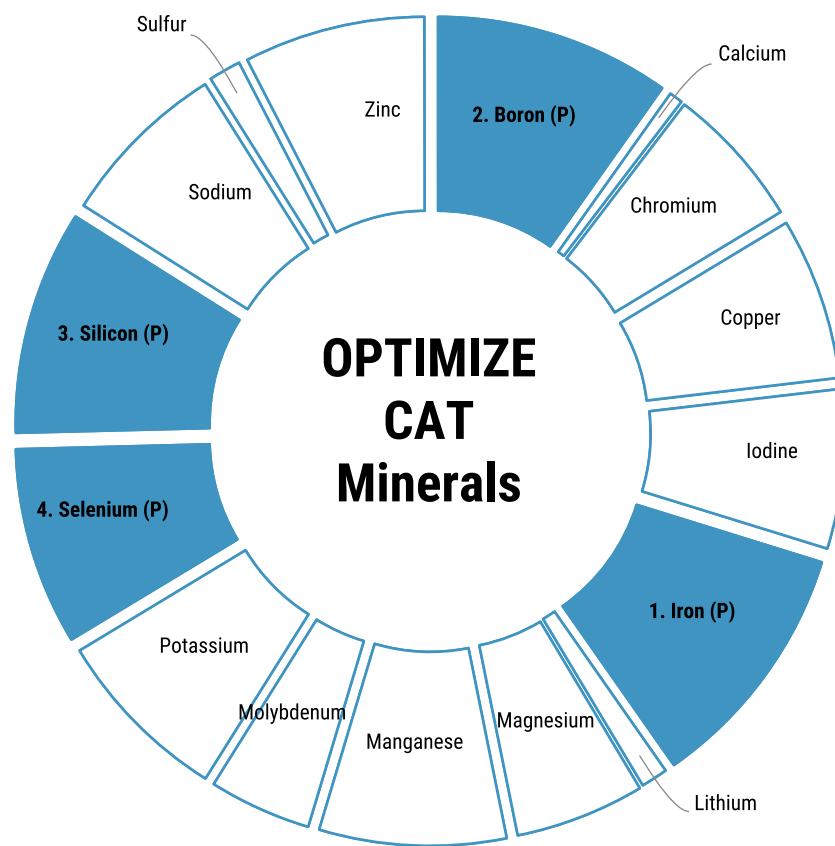 Sulfur
Calcium
Zinc
2. Boron (P)
Sodium
Chromium
Copper
3. Silicon (P)
OPTIMIZE
CAT
Minerals
Iodine
4. Selenium (P)
1. Iron (P)
Potassium
Molybdenum
Magnesium
Manganese
Lithium